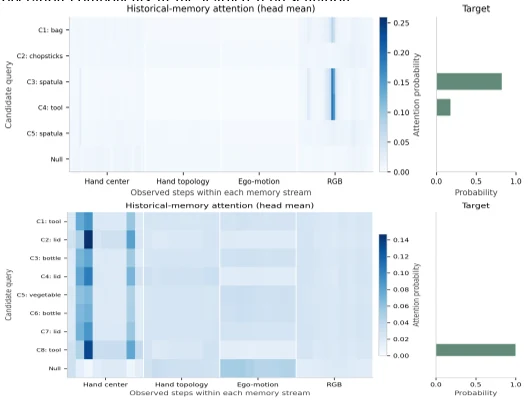 Historical-memory attention (head mean)
Target
Candidate query
C1: bag
C2: chopsticks
C3: spatula
C4: tool
C5: spatula
Null
Hand center
Hand topology
Ego-motion
RGB
Observed steps within each memory stream
0.25
0.20
0.15
0.10
0.05
0.00
Attention probability
0.0
0.5
1.0
Probability
Historical-memory attention (head mean)
Target
Candidate query
C1: tool
C2: lid
C3: bottle
C4: lid
C5: vegetable
C6: bottle
C7: lid
C8: tool
Null
Hand center
Hand topology
Ego-motion
RGB
Observed steps within each memory stream
0.14
0.12
0.10
0.08
0.06
0.04
0.02
0.00
Attention probability
0.0
0.5
1.0
Probability